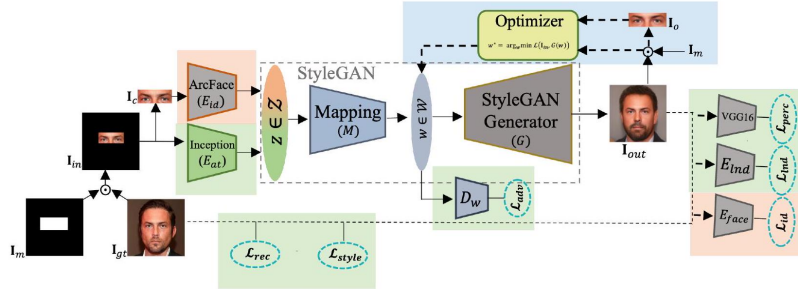 Optimizer
w* = arg_w min ℒ(I_m, G(w))
I_o
I_m
StyleGAN
ArcFace
(E_id)
I_c
z ∈ Z
Mapping
(M)
w ∈ W
StyleGAN
Generator
(G)
I_out
VGG16
ℒ_perc
Inception
(E_at)
I_in
E_lnd
ℒ_lnd
D_w
ℒ_adv
E_face
ℒ_id
I_m
I_gt
ℒ_rec
ℒ_style